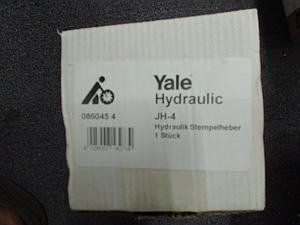 Yale
Hydraulic
086045 4
JH-4
Hydraulik Stempelheber
1 Stück